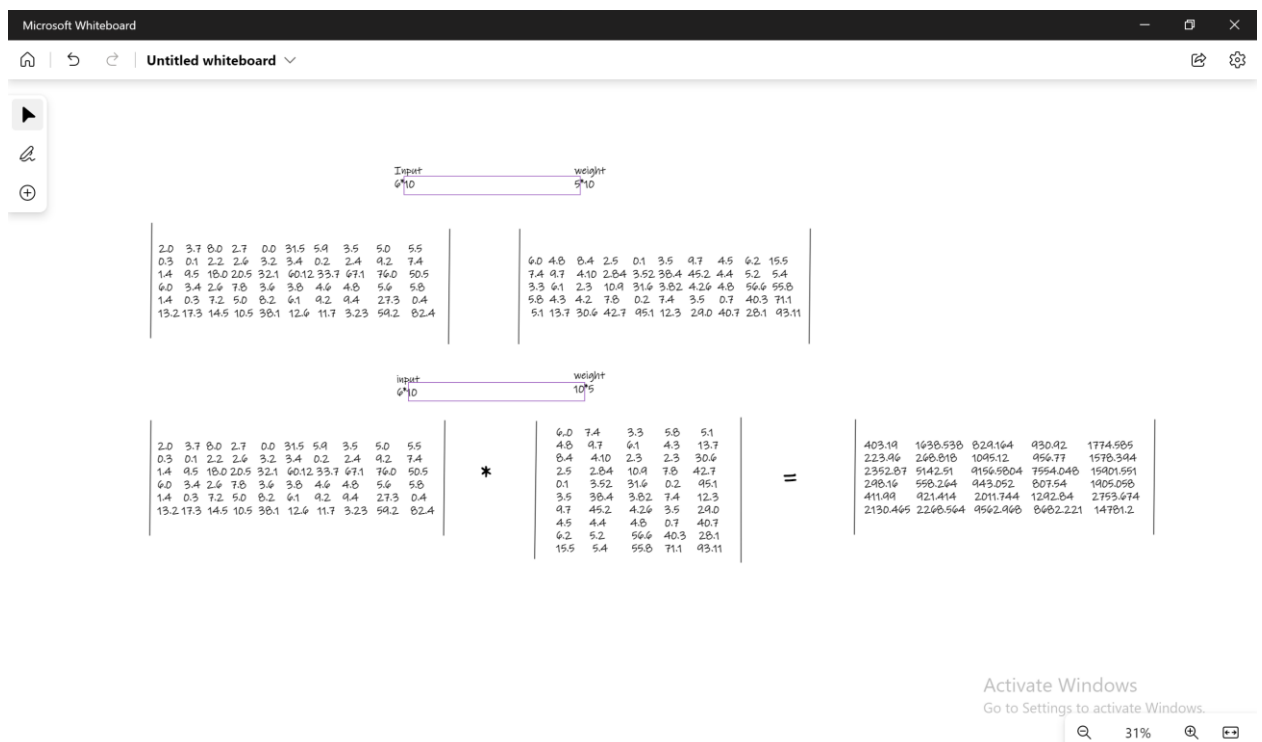 Microsoft Whiteboard
Untitled whiteboard
Input weight
6*10 5*10
2.0 3.7 8.0 2.7 0.0 31.5 5.9 3.5 5.0 5.5
0.3 0.1 2.2 2.6 3.2 3.4 0.2 2.4 9.2 7.4
1.4 9.5 18.0 20.5 32.1 60.12 33.7 67.1 76.0 50.5
6.0 3.4 2.6 7.8 3.6 3.8 4.6 4.8 5.6 5.8
1.4 0.3 7.2 5.0 8.2 6.1 9.2 9.4 27.3 0.4
13.2 17.3 14.5 10.5 38.1 12.6 11.7 3.23 59.2 82.4
6.0 4.8 8.4 2.5 0.1 3.5 9.7 4.5 6.2 15.5
7.4 9.7 4.10 2.84 3.52 38.4 45.2 4.4 5.2 5.4
3.3 6.1 2.3 10.9 31.6 3.82 4.26 4.8 56.6 55.8
5.8 4.3 4.2 7.8 0.2 7.4 3.5 0.7 40.3 71.1
5.1 13.7 30.6 42.7 95.1 12.3 29.0 40.7 28.1 93.11
input weight
6*10 10*5
2.0 3.7 8.0 2.7 0.0 31.5 5.9 3.5 5.0 5.5
0.3 0.1 2.2 2.6 3.2 3.4 0.2 2.4 9.2 7.4
1.4 9.5 18.0 20.5 32.1 60.12 33.7 67.1 76.0 50.5
6.0 3.4 2.6 7.8 3.6 3.8 4.6 4.8 5.6 5.8
1.4 0.3 7.2 5.0 8.2 6.1 9.2 9.4 27.3 0.4
13.2 17.3 14.5 10.5 38.1 12.6 11.7 3.23 59.2 82.4
*
6.0 7.4 3.3 5.8 5.1
4.8 9.7 6.1 4.3 13.7
8.4 4.10 2.3 2.3 30.6
2.5 2.84 10.9 7.8 42.7
0.1 3.52 31.6 0.2 95.1
3.5 38.4 3.82 7.4 12.3
9.7 45.2 4.26 3.5 29.0
4.5 4.4 4.8 0.7 40.7
6.2 5.2 56.6 40.3 28.1
15.5 5.4 55.8 71.1 93.11
=
403.19 1638.538 829.164 930.92 1774.585
223.96 268.818 1095.12 956.77 1578.394
2352.87 5142.51 9156.5804 7554.048 15901.551
298.16 558.264 943.052 807.54 1905.058
411.99 921.414 2011.744 1292.84 2753.674
2130.465 2268.564 9562.968 8682.221 14781.2
Activate Windows
Go to Settings to activate Windows.
31%